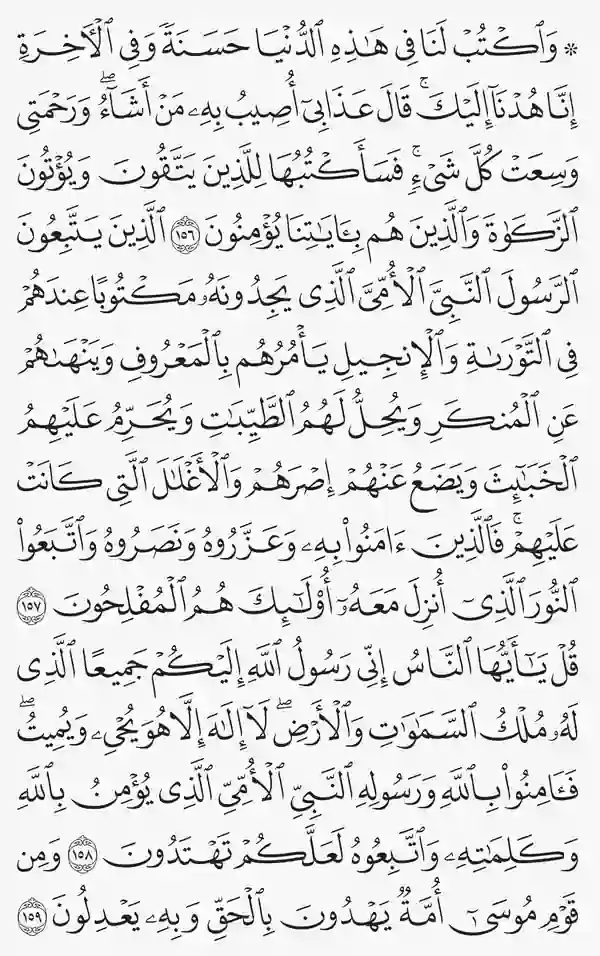 ۞ وَٱكۡتُبۡ لَنَا فِي هَٰذِهِ ٱلدُّنۡيَا حَسَنَةٗ وَفِي ٱلۡأٓخِرَةِ
إِنَّا هُدۡنَآ إِلَيۡكَۚ قَالَ عَذَابِيٓ أُصِيبُ بِهِۦ مَنۡ أَشَآءُۖ وَرَحۡمَتِي
وَسِعَتۡ كُلَّ شَيۡءٖۚ فَسَأَكۡتُبُهَا لِلَّذِينَ يَتَّقُونَ وَيُؤۡتُونَ
ٱلزَّكَوٰةَ وَٱلَّذِينَ هُم بِـَٔايَٰتِنَا يُؤۡمِنُونَ ١٥٦ ٱلَّذِينَ يَتَّبِعُونَ
ٱلرَّسُولَ ٱلنَّبِيَّ ٱلۡأُمِّيَّ ٱلَّذِي يَجِدُونَهُۥ مَكۡتُوبًا عِندَهُمۡ
فِي ٱلتَّوۡرَىٰةِ وَٱلۡإِنجِيلِ يَأۡمُرُهُم بِٱلۡمَعۡرُوفِ وَيَنۡهَىٰهُمۡ
عَنِ ٱلۡمُنكَرِ وَيُحِلُّ لَهُمُ ٱلطَّيِّبَٰتِ وَيُحَرِّمُ عَلَيۡهِمُ
ٱلۡخَبَٰٓئِثَ وَيَضَعُ عَنۡهُمۡ إِصۡرَهُمۡ وَٱلۡأَغۡلَٰلَ ٱلَّتِي كَانَتۡ
عَلَيۡهِمۡۚ فَٱلَّذِينَ ءَامَنُواْ بِهِۦ وَعَزَّرُوهُ وَنَصَرُوهُ وَٱتَّبَعُواْ
ٱلنُّورَ ٱلَّذِيٓ أُنزِلَ مَعَهُۥٓ أُوْلَٰٓئِكَ هُمُ ٱلۡمُفۡلِحُونَ ١٥٧
قُلۡ يَٰٓأَيُّهَا ٱلنَّاسُ إِنِّي رَسُولُ ٱللَّهِ إِلَيۡكُمۡ جَمِيعًا ٱلَّذِي
لَهُۥ مُلۡكُ ٱلسَّمَٰوَٰتِ وَٱلۡأَرۡضِۖ لَآ إِلَٰهَ إِلَّا هُوَ يُحۡيِۦ وَيُمِيتُۖ
فَـَٔامِنُواْ بِٱللَّهِ وَرَسُولِهِ ٱلنَّبِيِّ ٱلۡأُمِّيِّ ٱلَّذِي يُؤۡمِنُ بِٱللَّهِ
وَكَلِمَٰتِهِۦ وَٱتَّبِعُوهُ لَعَلَّكُمۡ تَهۡتَدُونَ ١٥٨ وَمِن
قَوۡمِ مُوسَىٰٓ أُمَّةٞ يَهۡدُونَ بِٱلۡحَقِّ وَبِهِۦ يَعۡدِلُونَ ١٥٩